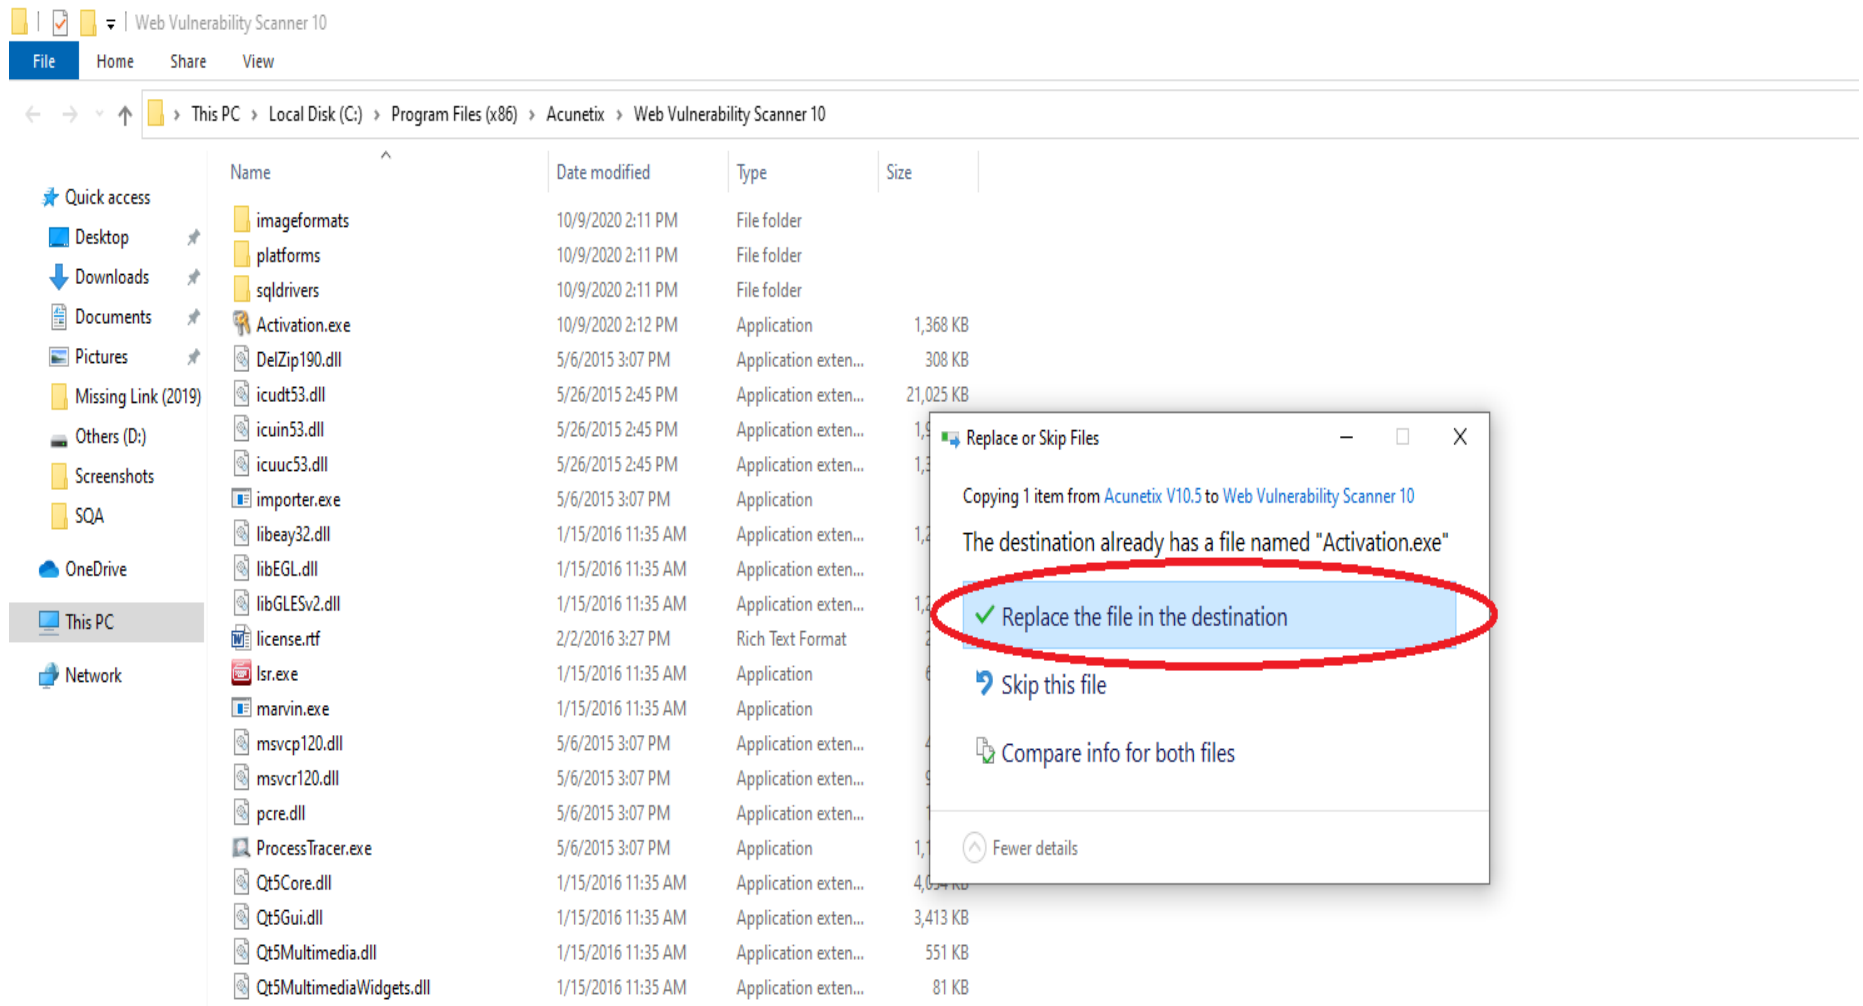 Web Vulnerability Scanner 10
File Home Share View
This PC > Local Disk (C:) > Program Files (x86) > Acunetix > Web Vulnerability Scanner 10
Name Date modified Type Size
Quick access
Desktop
Downloads
Documents
Pictures
Missing Link (2019)
Others (D:)
Screenshots
SQA
OneDrive
This PC
Network
imageformats 10/9/2020 2:11 PM File folder
platforms 10/9/2020 2:11 PM File folder
sqldrivers 10/9/2020 2:11 PM File folder
Activation.exe 10/9/2020 2:12 PM Application 1,368 KB
DelZip190.dll 5/6/2015 3:07 PM Application exten... 308 KB
icudt53.dll 5/26/2015 2:45 PM Application exten... 21,025 KB
icuin53.dll 5/26/2015 2:45 PM Application exten...
icuuc53.dll 5/26/2015 2:45 PM Application exten...
importer.exe 5/6/2015 3:07 PM Application
libeay32.dll 1/15/2016 11:35 AM Application exten...
libEGL.dll 1/15/2016 11:35 AM Application exten...
libGLESv2.dll 1/15/2016 11:35 AM Application exten...
license.rtf 2/2/2016 3:27 PM Rich Text Format
lsr.exe 1/15/2016 11:35 AM Application
marvin.exe 1/15/2016 11:35 AM Application
msvcp120.dll 5/6/2015 3:07 PM Application exten...
msvcr120.dll 5/6/2015 3:07 PM Application exten...
pcre.dll 5/6/2015 3:07 PM Application exten...
ProcessTracer.exe 5/6/2015 3:07 PM Application
Qt5Core.dll 1/15/2016 11:35 AM Application exten...
Qt5Gui.dll 1/15/2016 11:35 AM Application exten... 3,413 KB
Qt5Multimedia.dll 1/15/2016 11:35 AM Application exten... 551 KB
Qt5MultimediaWidgets.dll 1/15/2016 11:35 AM Application exten... 81 KB
Replace or Skip Files
Copying 1 item from Acunetix V10.5 to Web Vulnerability Scanner 10
The destination already has a file named "Activation.exe"
Replace the file in the destination
Skip this file
Compare info for both files
Fewer details